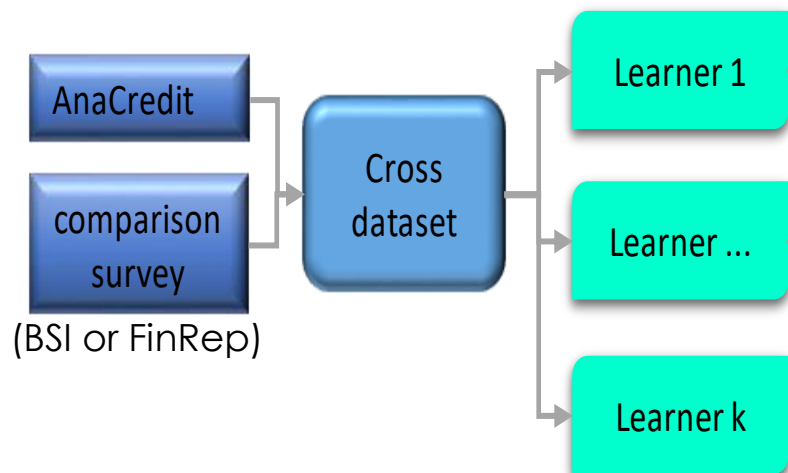 AnaCredit
comparison
survey
(BSI or FinRep)
Cross
dataset
Learner 1
Learner ...
Learner k